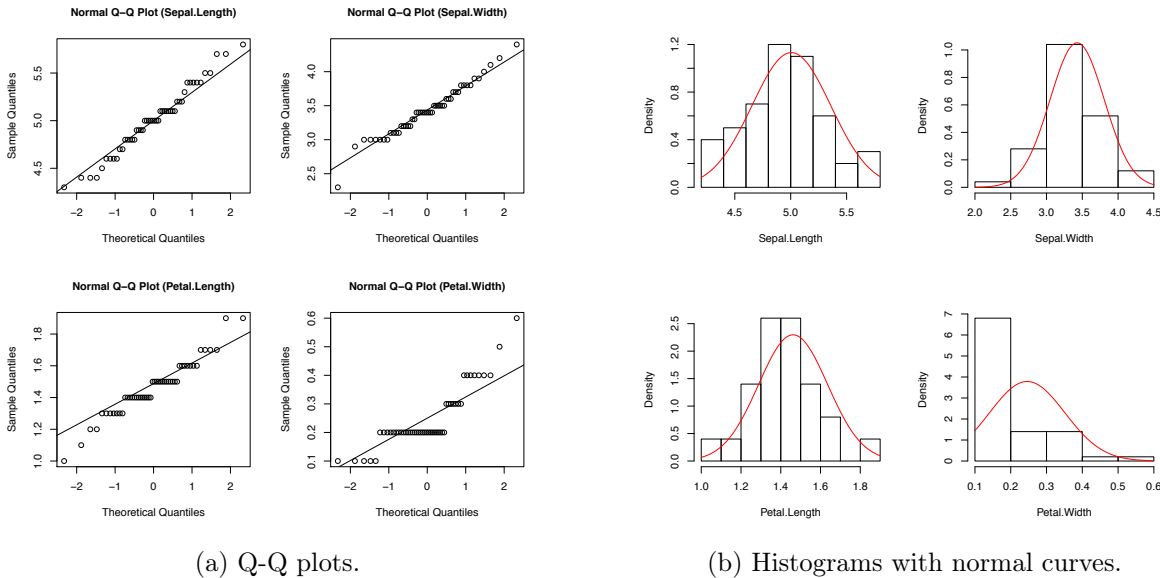 Normal Q−Q Plot (Sepal.Length)
Sample Quantiles
4.5 5.0 5.5
−2 −1 0 1 2
Theoretical Quantiles
Normal Q−Q Plot (Sepal.Width)
Sample Quantiles
2.5 3.0 3.5 4.0
−2 −1 0 1 2
Theoretical Quantiles
Normal Q−Q Plot (Petal.Length)
Sample Quantiles
1.0 1.2 1.4 1.6 1.8
−2 −1 0 1 2
Theoretical Quantiles
Normal Q−Q Plot (Petal.Width)
Sample Quantiles
0.1 0.2 0.3 0.4 0.5 0.6
−2 −1 0 1 2
Theoretical Quantiles
(a) Q-Q plots.
Density
0.0 0.4 0.8 1.2
4.5 5.0 5.5
Sepal.Length
Density
0.0 0.2 0.4 0.6 0.8 1.0
2.0 2.5 3.0 3.5 4.0 4.5
Sepal.Width
Density
0.0 0.5 1.0 1.5 2.0 2.5
1.0 1.2 1.4 1.6 1.8
Petal.Length
Density
0 1 2 3 4 5 6 7
0.1 0.2 0.3 0.4 0.5 0.6
Petal.Width
(b) Histograms with normal curves.